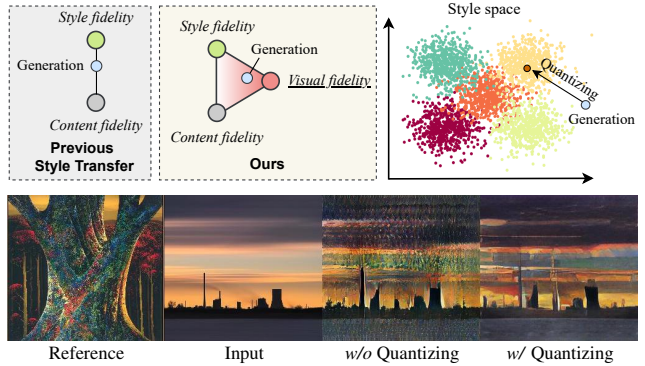 Style fidelity
Generation
Content fidelity
Previous
Style Transfer
Style fidelity
Generation
Visual fidelity
Content fidelity
Ours
Style space
Quantizing
Generation
Reference
Input
w/o Quantizing
w/ Quantizing